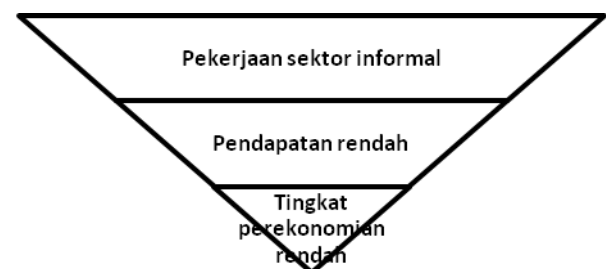 Pekerjaan sektor informal
Pendapatan rendah
Tingkat
perekonomian
rendah